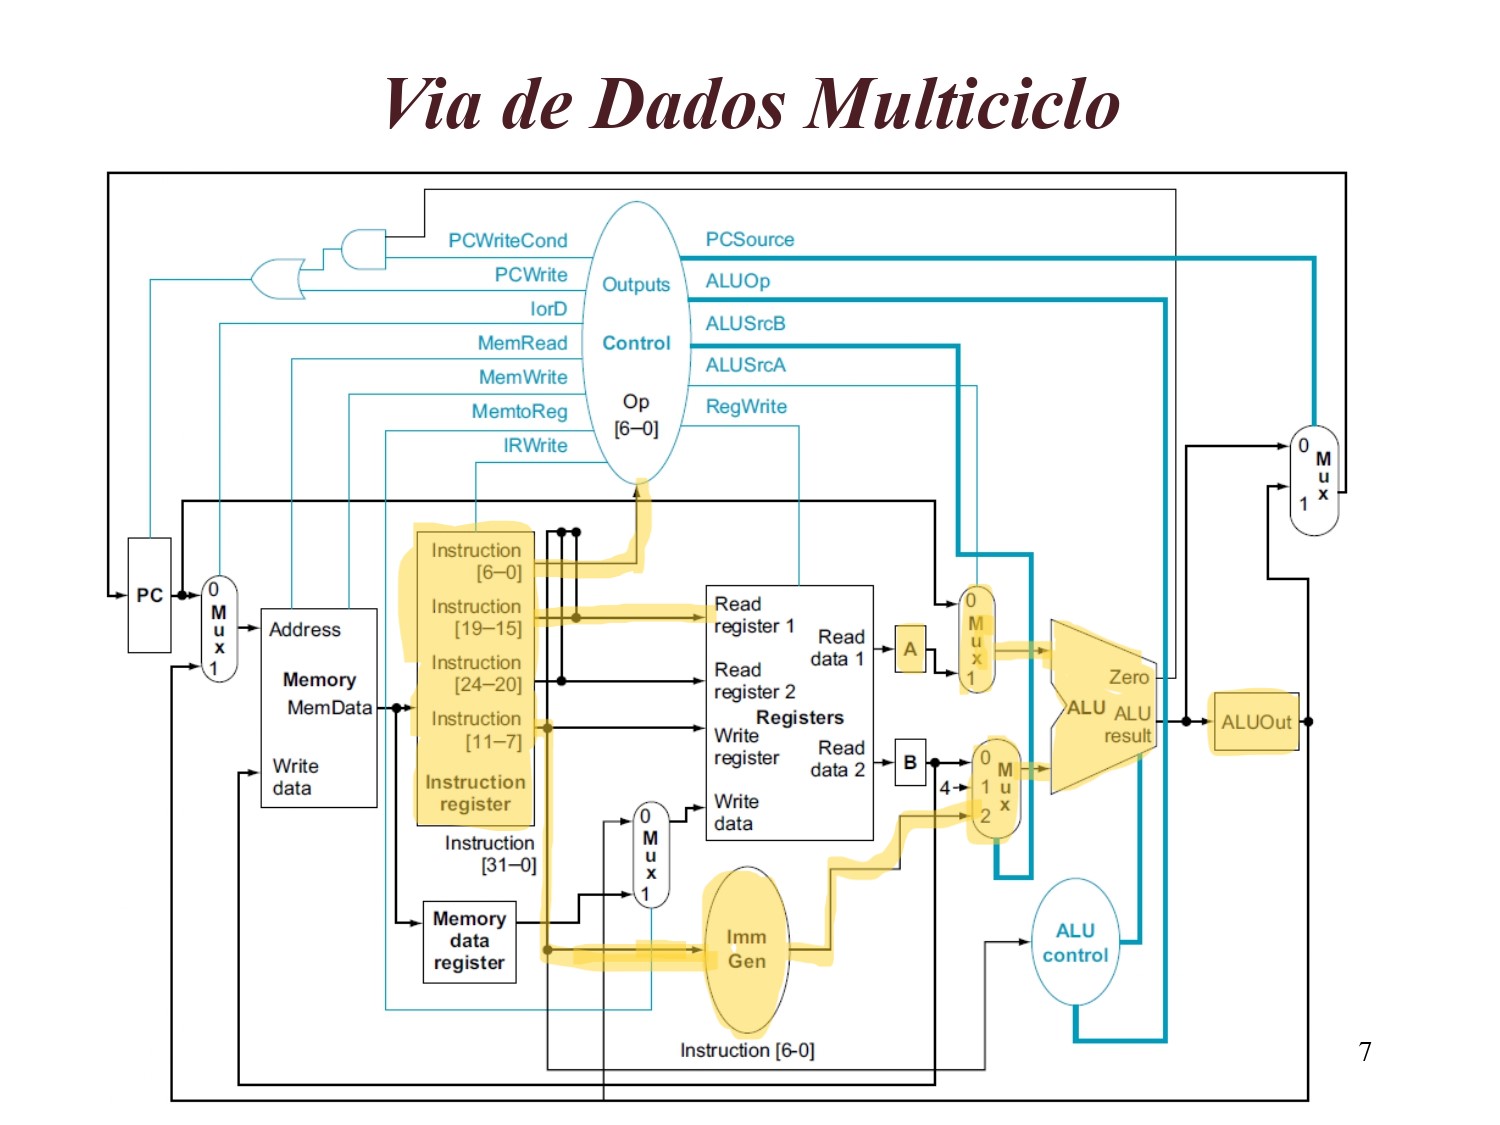 Via de Dados Multiciclo
PCWriteCond
PCWrite
IorD
MemRead
MemWrite
MemtoReg
IRWrite
Outputs
Control
Op
[6–0]
PCSource
ALUOp
ALUSrcB
ALUSrcA
RegWrite
0
M
u
x
1
PC
0
M
u
x
1
Address
Memory
MemData
Write
data
Instruction
[6–0]
Instruction
[19–15]
Instruction
[24–20]
Instruction
[11–7]
Instruction
register
Instruction
[31–0]
Memory
data
register
0
M
u
x
1
Read
register 1
Read
register 2
Registers
Write
register
Write
data
Read
data 1
Read
data 2
A
B
4
0
M
u
x
1
0
1
2
M
u
x
Zero
ALU
ALU
result
ALUOut
Imm
Gen
ALU
control
Instruction [6-0]
7